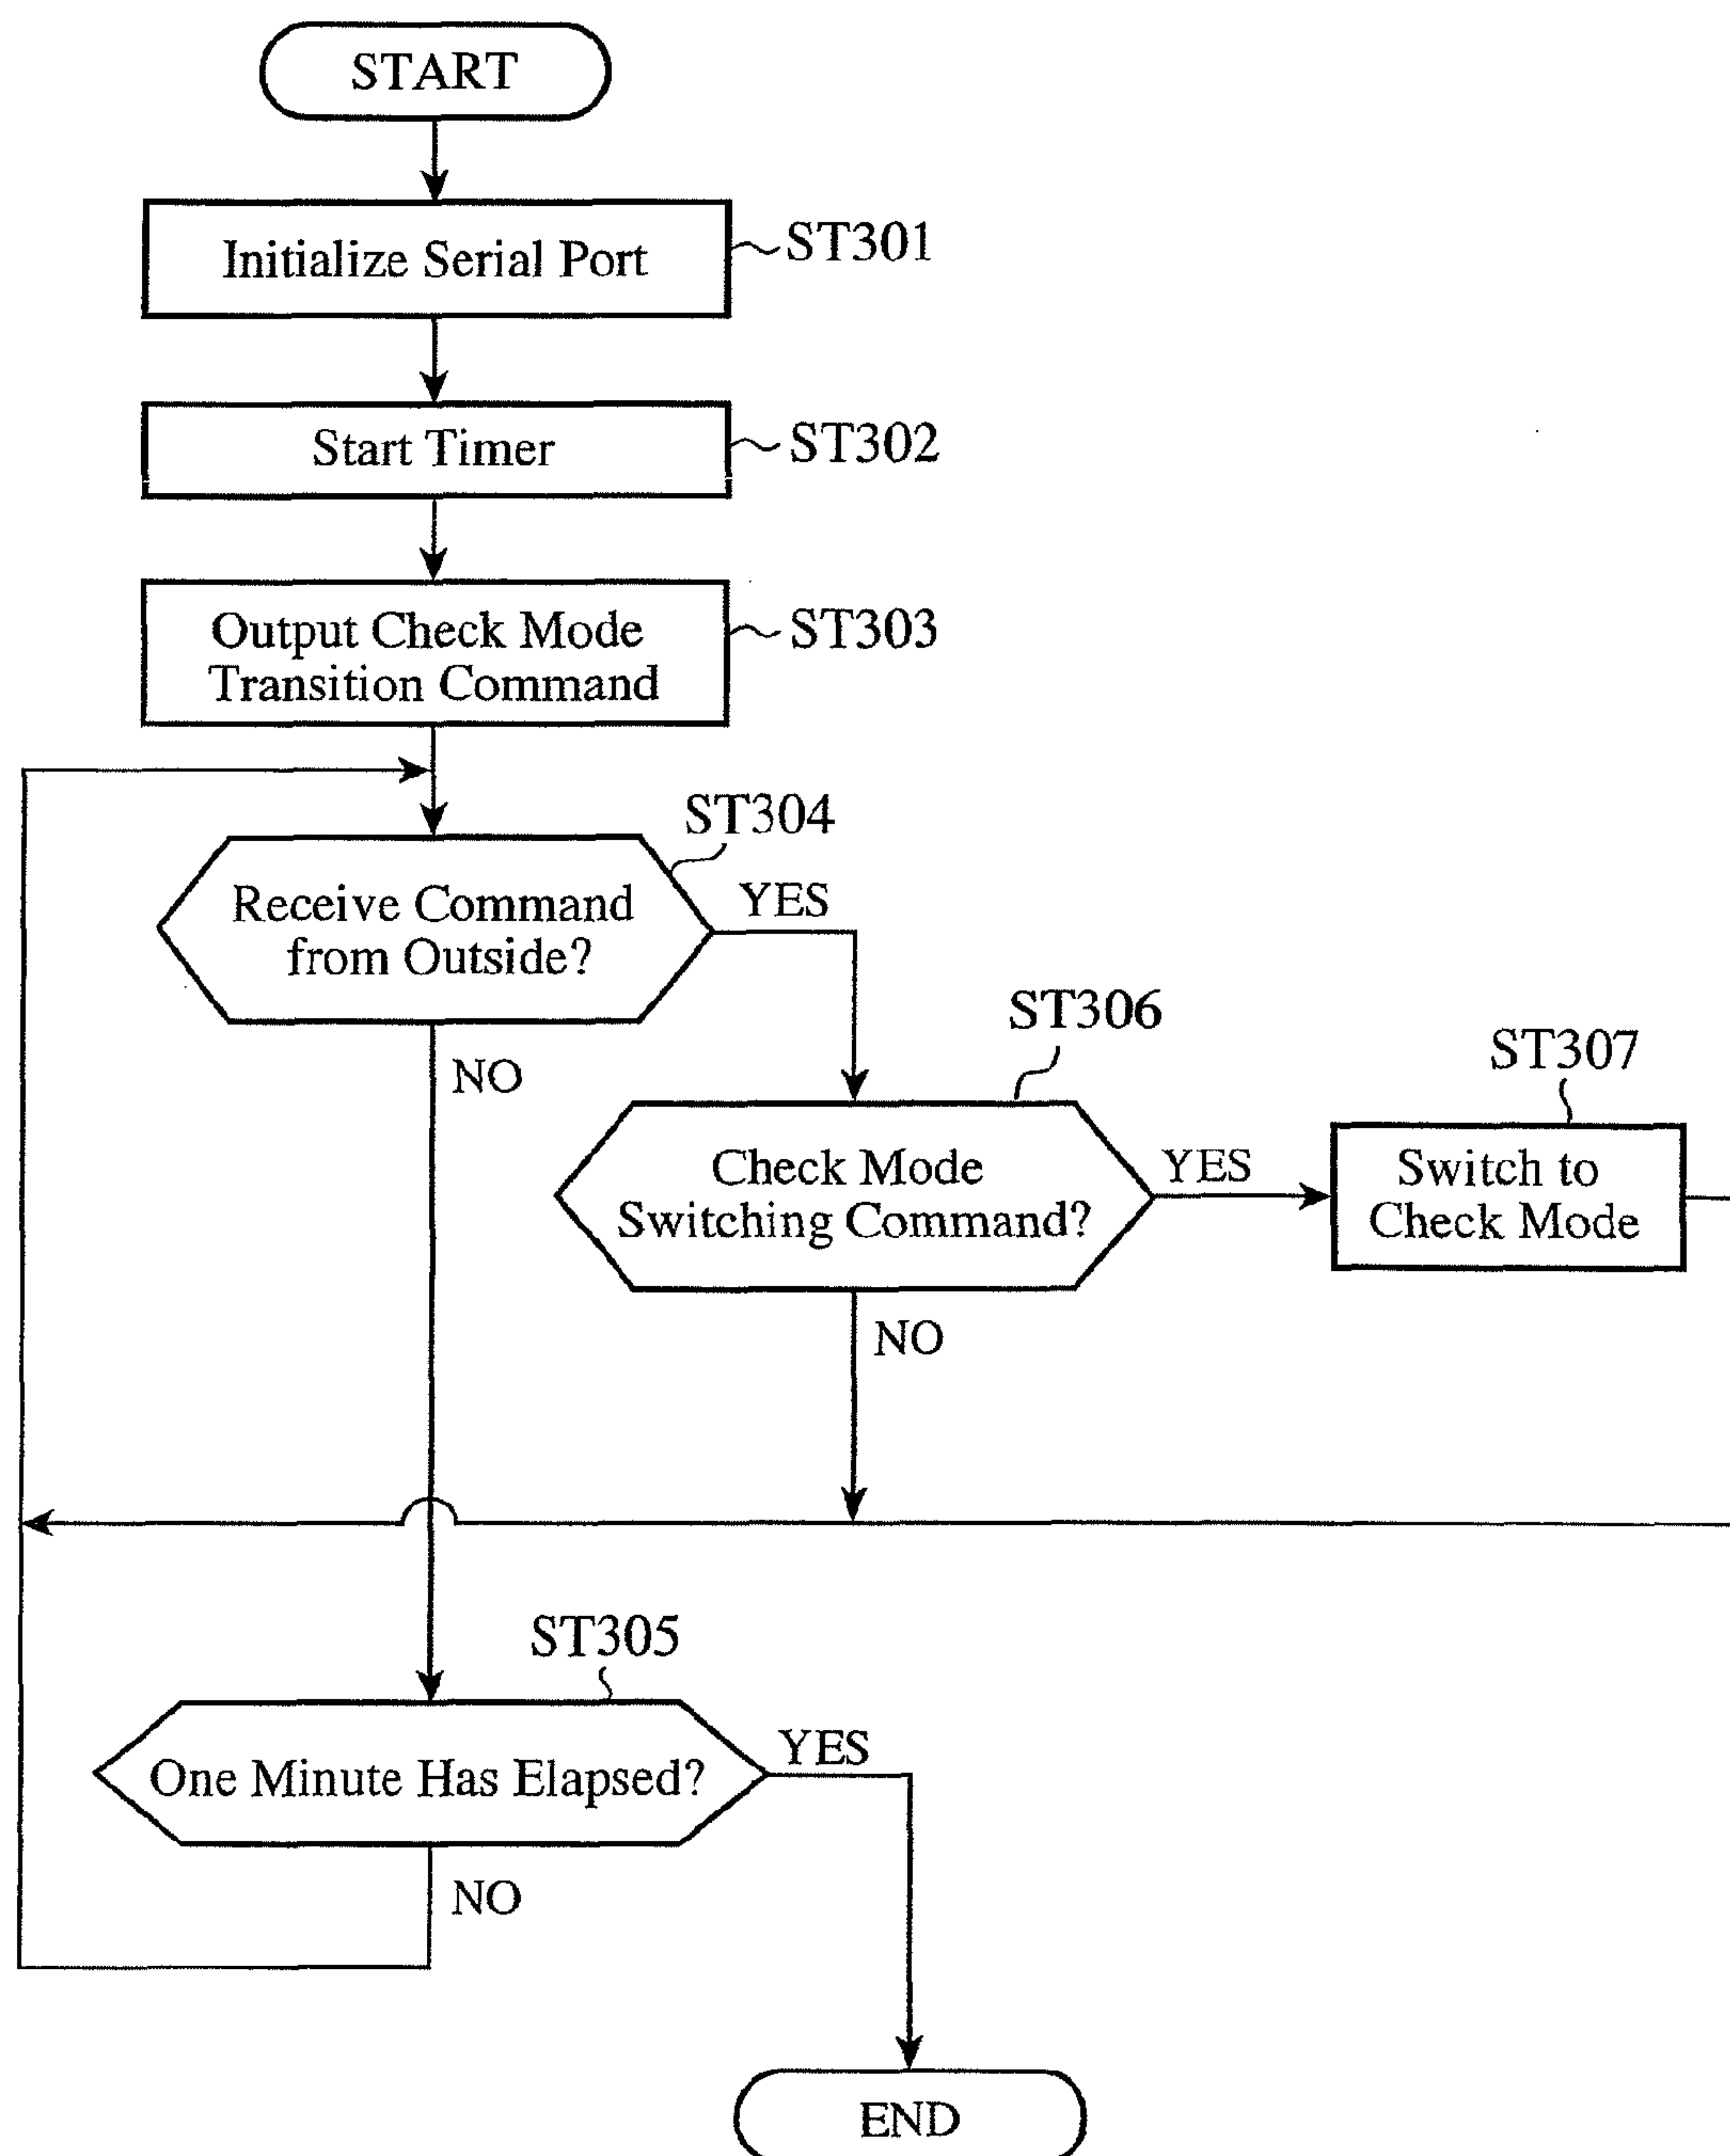 START
Initialize Serial Port
ST301
Start Timer
ST302
Output Check Mode
Transition Command
ST303
ST304
Receive Command
from Outside?
YES
NO
ST306
Check Mode
Switching Command?
YES
NO
ST307
Switch to
Check Mode
ST305
One Minute Has Elapsed?
YES
NO
END